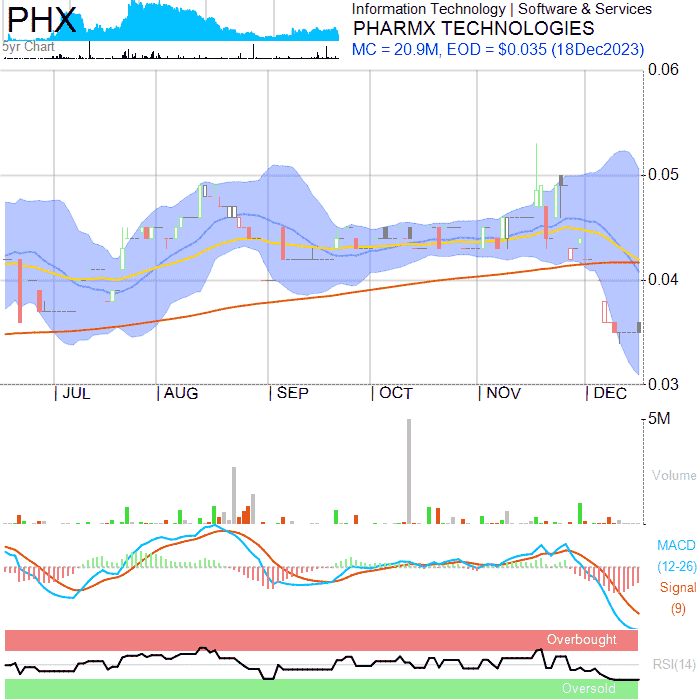 PHX
Information Technology | Software & Services
PHARMX TECHNOLOGIES
MC = 20.9M, EOD = $0.035 (18Dec2023)
5yr Chart
0.06
0.05
0.04
0.03
| JUL | AUG | SEP | OCT | NOV | DEC
5M
Volume
MACD
(12-26)
Signal
(9)
Overbought
RSI(14)
Oversold